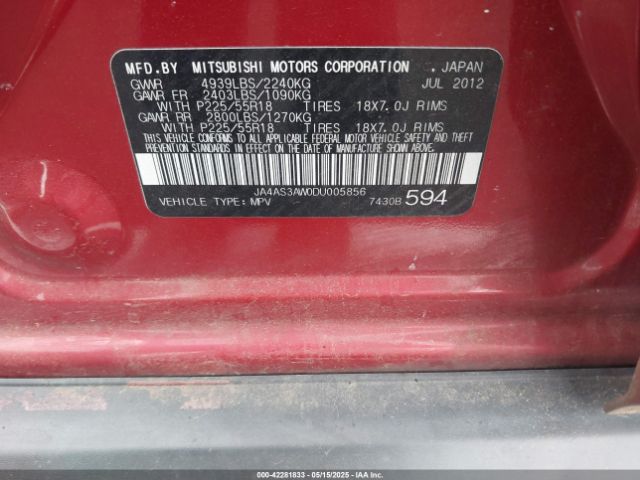 MFD.BY MITSUBISHI MOTORS CORPORATION . JAPAN
GVWR 4939LBS/2240KG JUL 2012
GAWR FR 2403LBS/1090KG
WITH P225/55R18 TIRES 18X7.0J RIMS
GAWR RR 2800LBS/1270KG
WITH P225/55R18 TIRES 18X7.0J RIMS
THIS VEHICLE CONFORMS TO ALL APPLICABLE FEDERAL MOTOR VEHICLE SAFETY, BUMPER, AND THEFT
PREVENTION STANDARDS IN EFFECT ON THE DATE OF MANUFACTURE SHOWN ABOVE.
JA4AS3AW0DU005856
VEHICLE TYPE: MPV 7430B 594
000-42281833 - 05/15/2025 - IAAI